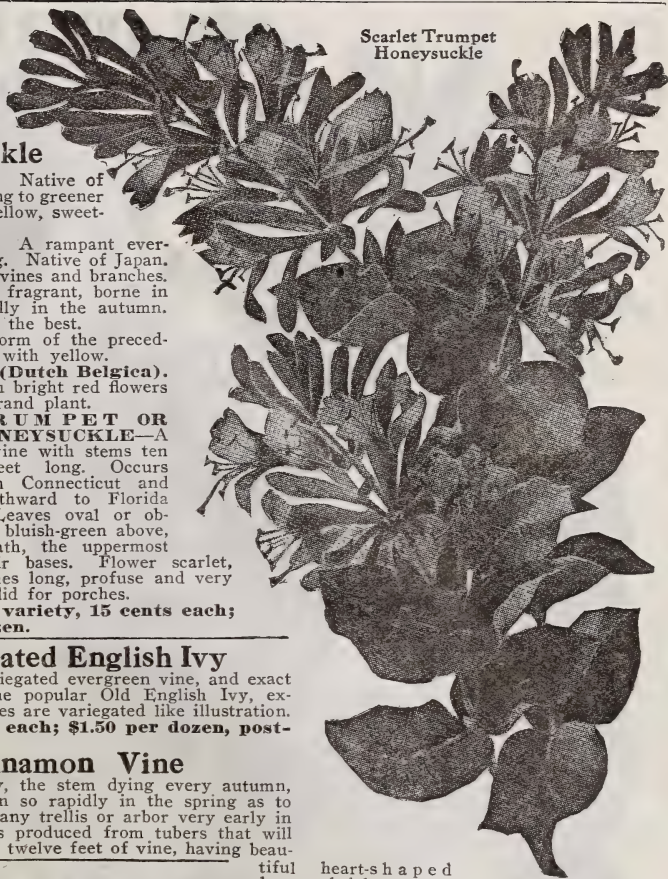 Scarlet Trumpet
Honeysuckle
kle
Native of
ng to greener
ellow, sweet-
A rampant ever-
g. Native of Japan.
vines and branches.
fragrant, borne in
lly in the autumn.
the best.
orm of the preced-
with yellow.
(Dutch Belgica).
n bright red flowers
rand plant.
RUMPET OR
NEYSUCKLE—A
ine with stems ten
eet long. Occurs
n Connecticut and
thward to Florida
Leaves oval or ob-
bluish-green above,
ath, the uppermost
r bases. Flower scarlet,
es long, profuse and very
lid for porches.
variety, 15 cents each;
zen.
ated English Ivy
iegated evergreen vine, and exact
he popular Old English Ivy, ex-
es are variegated like illustration.
each; $1.50 per dozen, post-
namon Vine
y, the stem dying every autumn,
n so rapidly in the spring as to
any trellis or arbor very early in
s produced from tubers that will
twelve feet of vine, having beau-
tiful heart-shaped